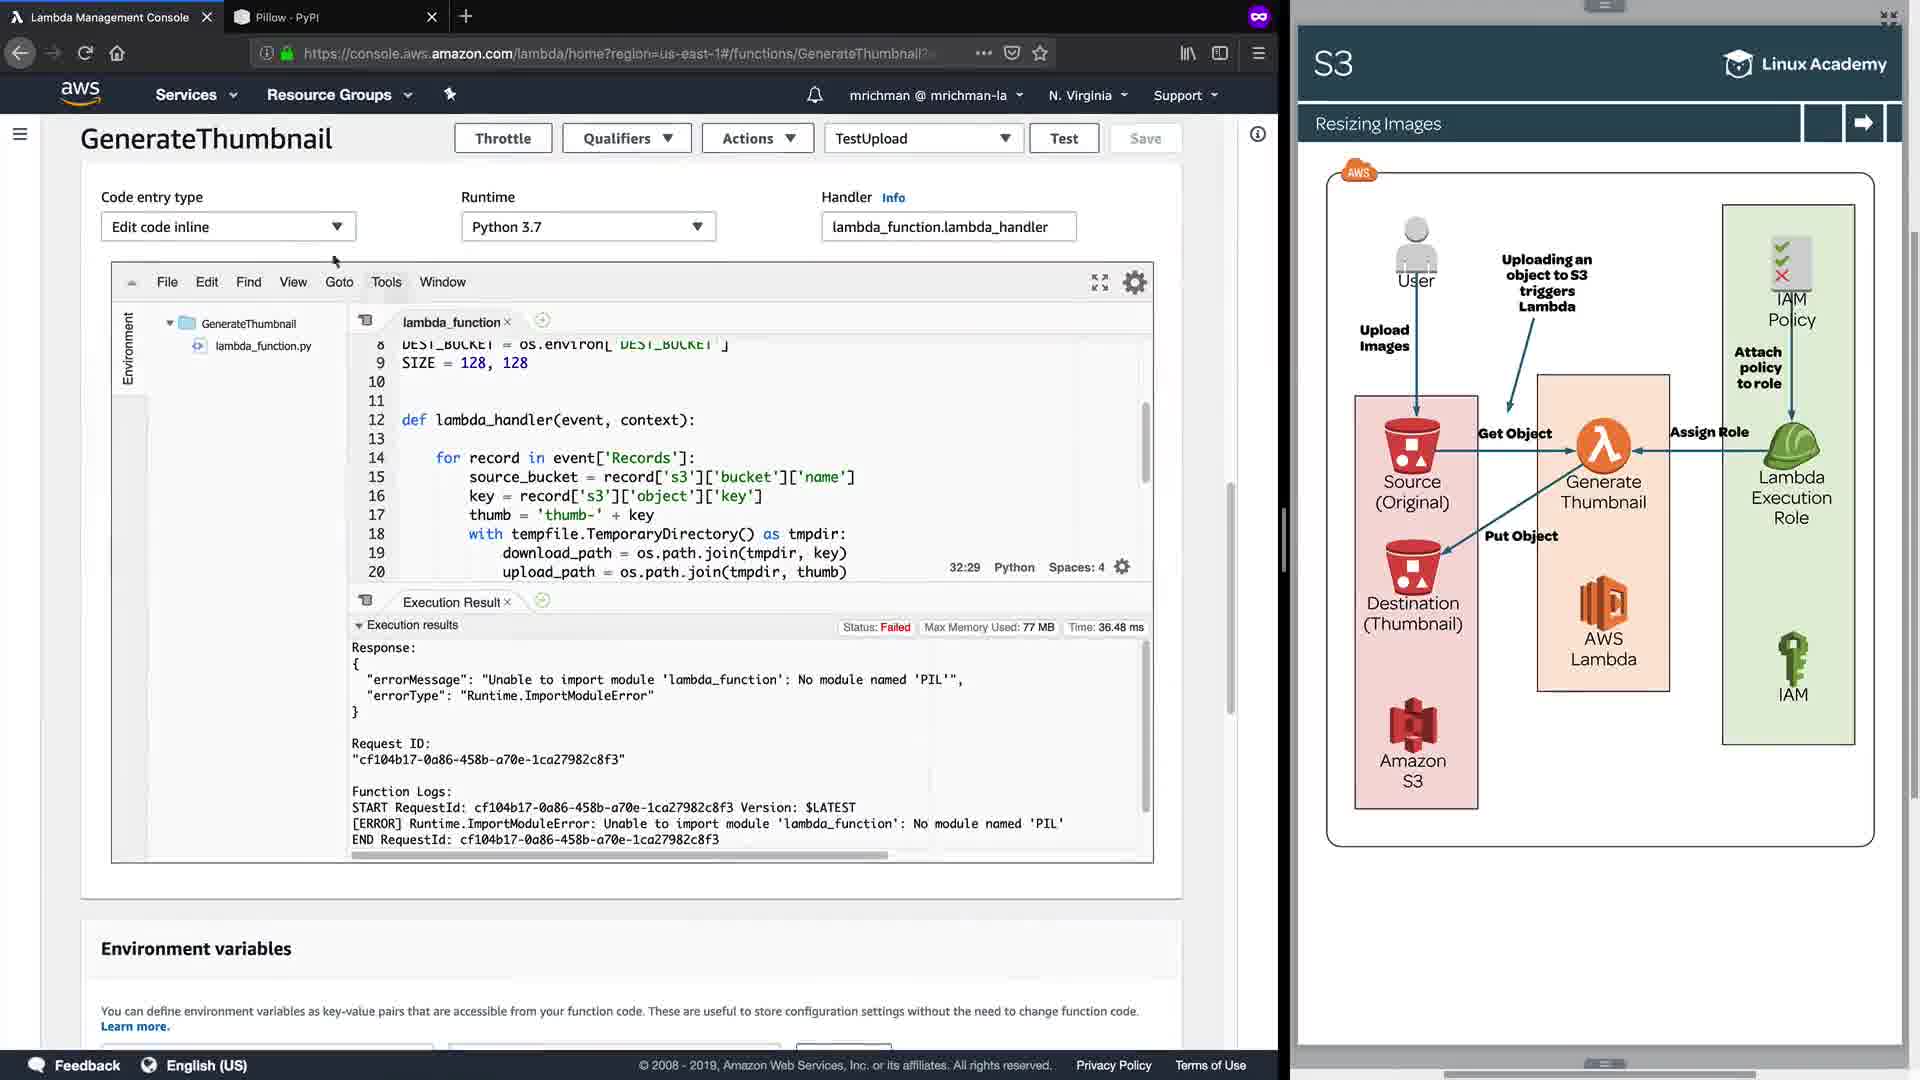 Lambda Management Console
Pillow · PyPI
https://console.aws.amazon.com/lambda/home?region=us-east-1#/functions/GenerateThumbnail?
aws
Services
Resource Groups
mrichman @ mrichman-la
N. Virginia
Support
GenerateThumbnail
Throttle
Qualifiers
Actions
TestUpload
Test
Save
Code entry type
Runtime
Handler Info
Edit code inline
Python 3.7
lambda_function.lambda_handler
File Edit Find View Goto Tools Window
Environment
GenerateThumbnail
lambda_function.py
lambda_function
8 DEST_BUCKET = os.environ['DEST_BUCKET']
9 SIZE = 128, 128
10
11
12 def lambda_handler(event, context):
13
14 for record in event['Records']:
15 source_bucket = record['s3']['bucket']['name']
16 key = record['s3']['object']['key']
17 thumb = 'thumb-' + key
18 with tempfile.TemporaryDirectory() as tmpdir:
19 download_path = os.path.join(tmpdir, key)
20 upload_path = os.path.join(tmpdir, thumb)
32:29 Python Spaces: 4
Execution Result
Execution results
Status: Failed Max Memory Used: 77 MB Time: 36.48 ms
Response:
{
"errorMessage": "Unable to import module 'lambda_function': No module named 'PIL'",
"errorType": "Runtime.ImportModuleError"
}
Request ID:
"cf104b17-0a86-458b-a70e-1ca27982c8f3"
Function Logs:
START RequestId: cf104b17-0a86-458b-a70e-1ca27982c8f3 Version: $LATEST
[ERROR] Runtime.ImportModuleError: Unable to import module 'lambda_function': No module named 'PIL'
END RequestId: cf104b17-0a86-458b-a70e-1ca27982c8f3
Environment variables
You can define environment variables as key-value pairs that are accessible from your function code. These are useful to store configuration settings without the need to change function code.
Learn more.
Feedback
English (US)
© 2008 - 2019, Amazon Web Services, Inc. or its affiliates. All rights reserved.
Privacy Policy
Terms of Use
S3
Linux Academy
Resizing Images
AWS
User
Uploading an
object to S3
triggers
Lambda
IAM
Policy
Upload
Images
Attach
policy
to role
Get Object
Assign Role
Source
(Original)
Generate
Thumbnail
Lambda
Execution
Role
Put Object
Destination
(Thumbnail)
AWS
Lambda
IAM
Amazon
S3